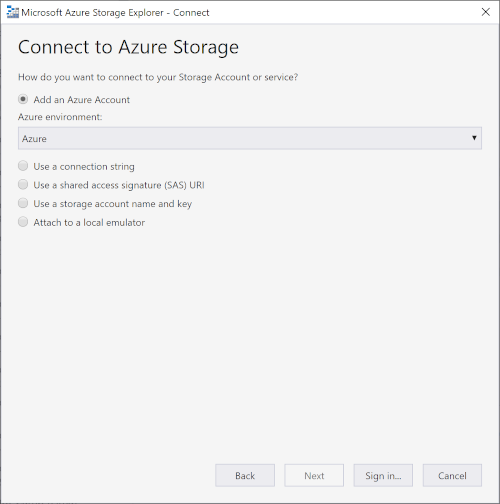 Microsoft Azure Storage Explorer - Connect
Connect to Azure Storage
How do you want to connect to your Storage Account or service?
Add an Azure Account
Azure environment:
Azure
Use a connection string
Use a shared access signature (SAS) URI
Use a storage account name and key
Attach to a local emulator
Back Next Sign in... Cancel